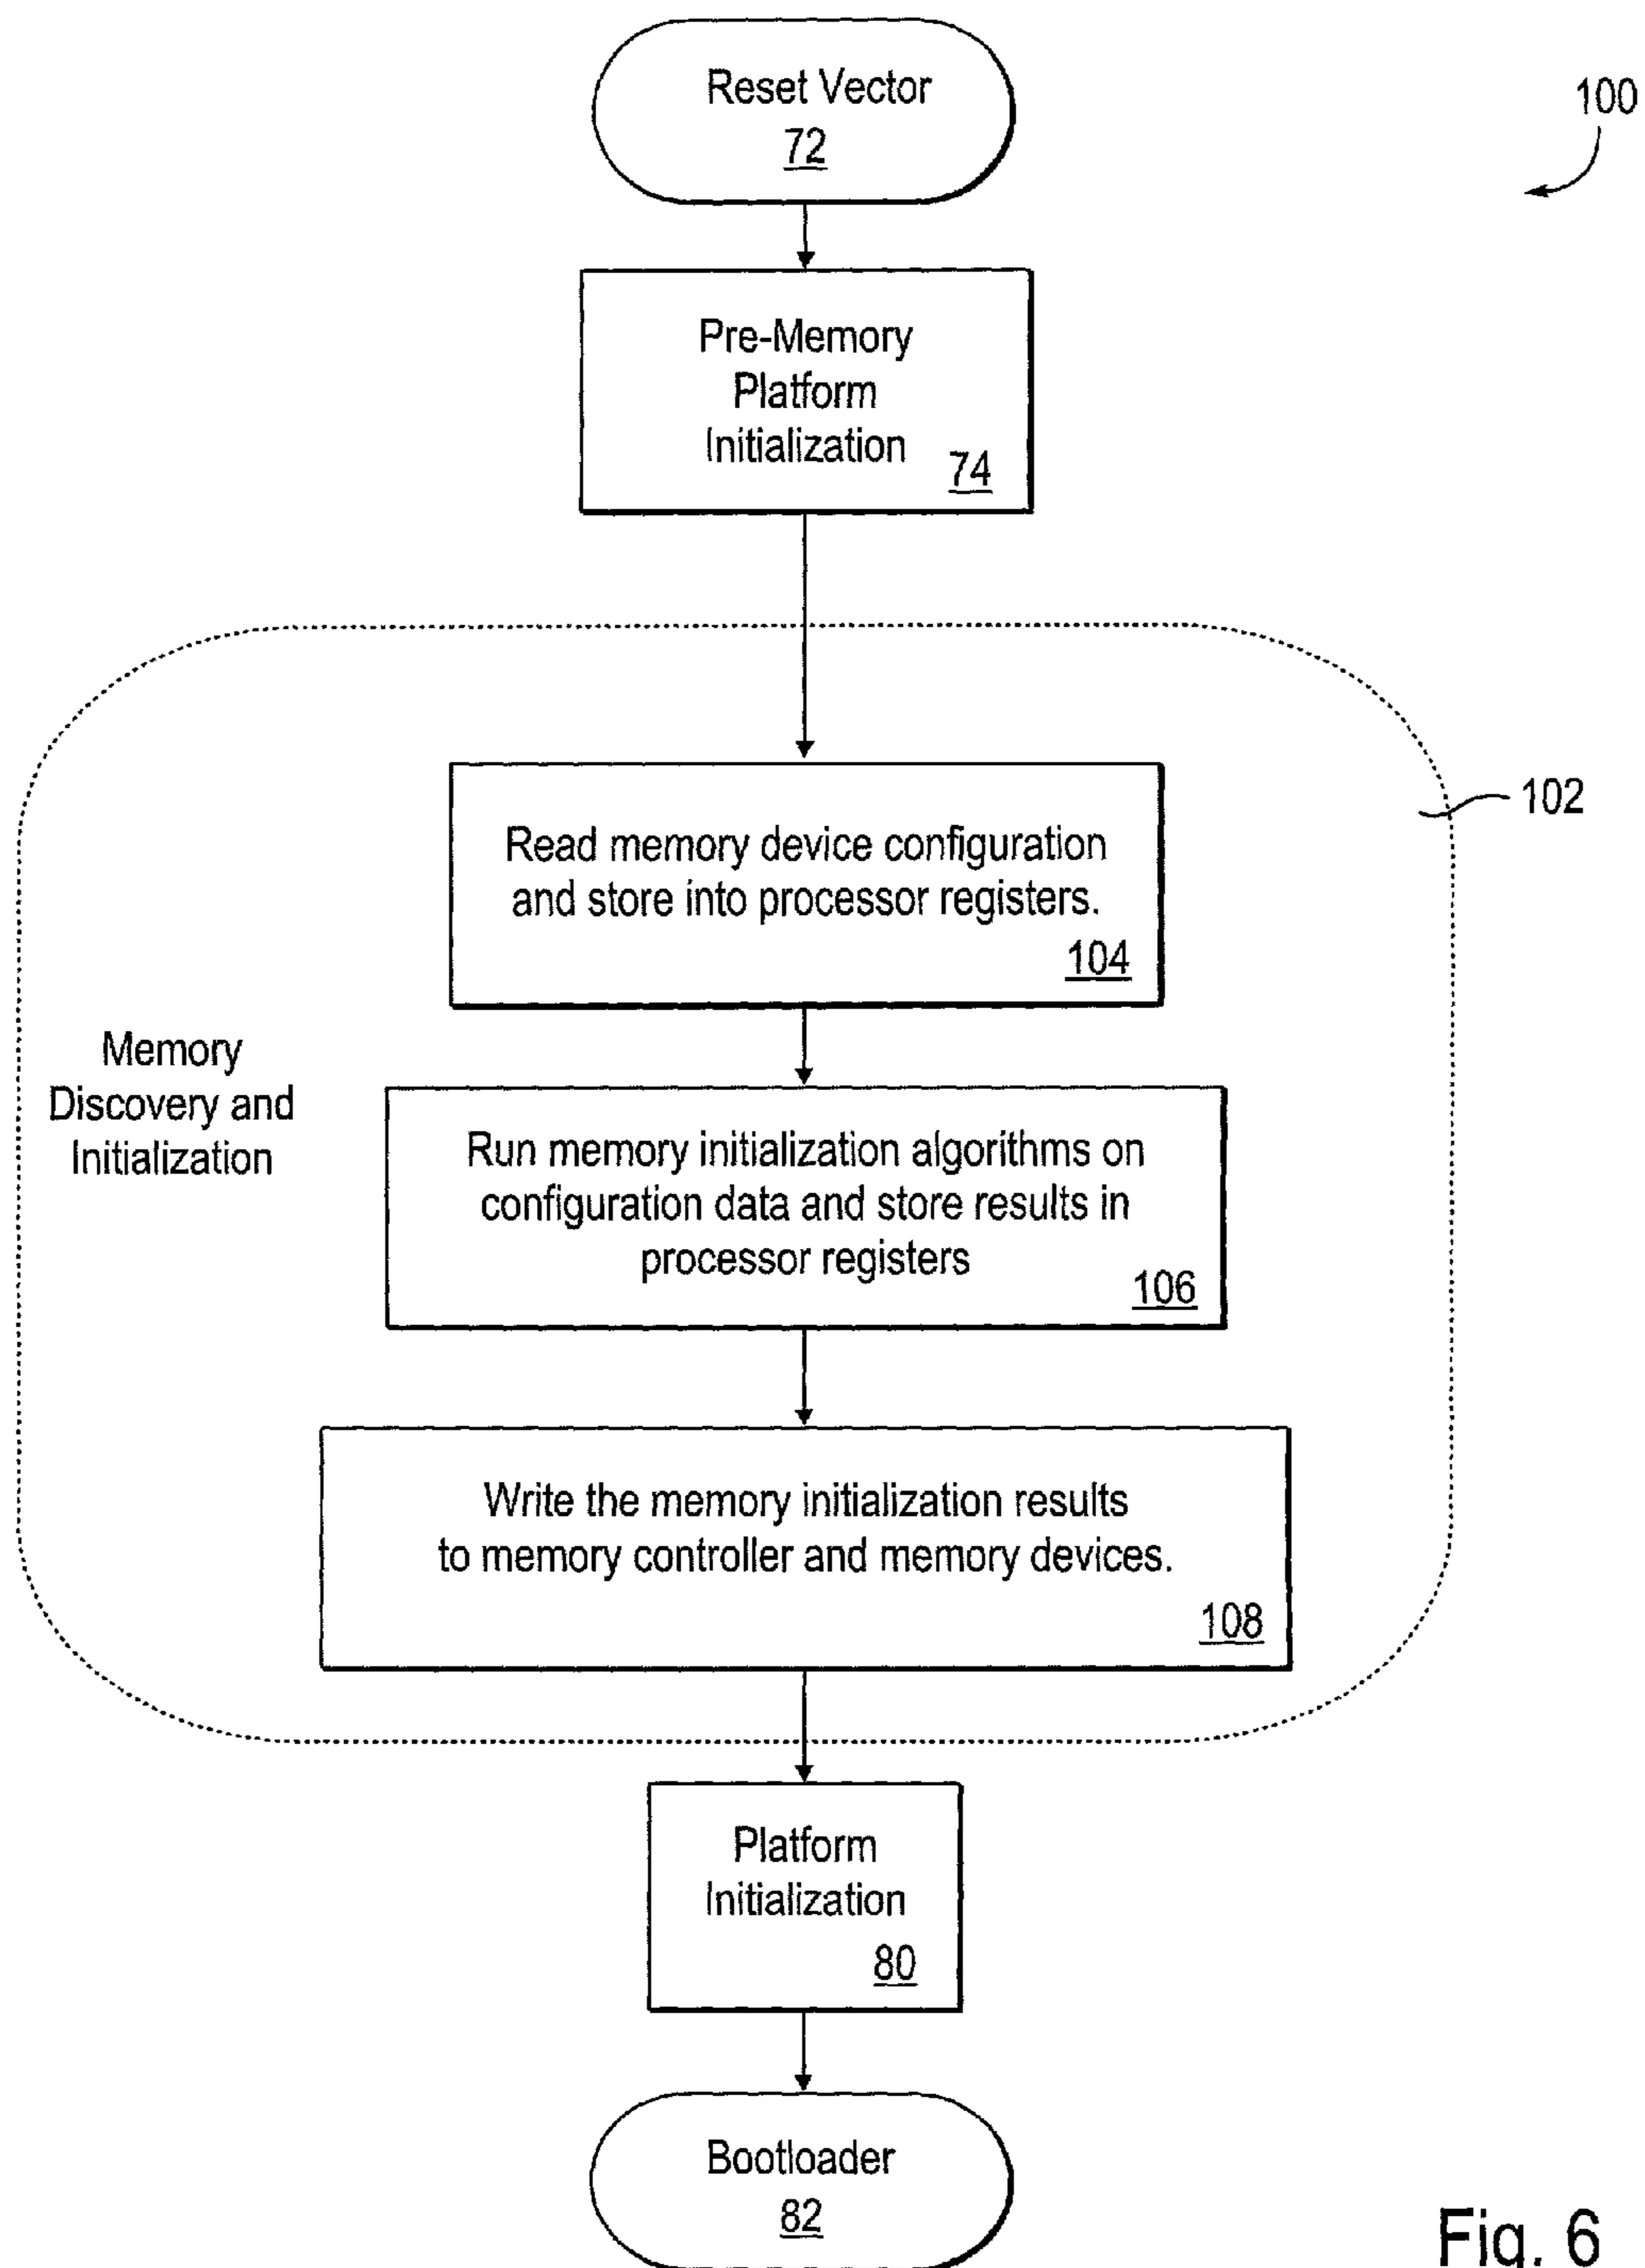 Reset Vector
72
100
Pre-Memory
Platform
Initialization
74
102
Read memory device configuration
and store into processor registers.
104
Memory
Discovery and
Initialization
Run memory initialization algorithms on
configuration data and store results in
processor registers
106
Write the memory initialization results
to memory controller and memory devices.
108
Platform
Initialization
80
Bootloader
82
Fig. 6